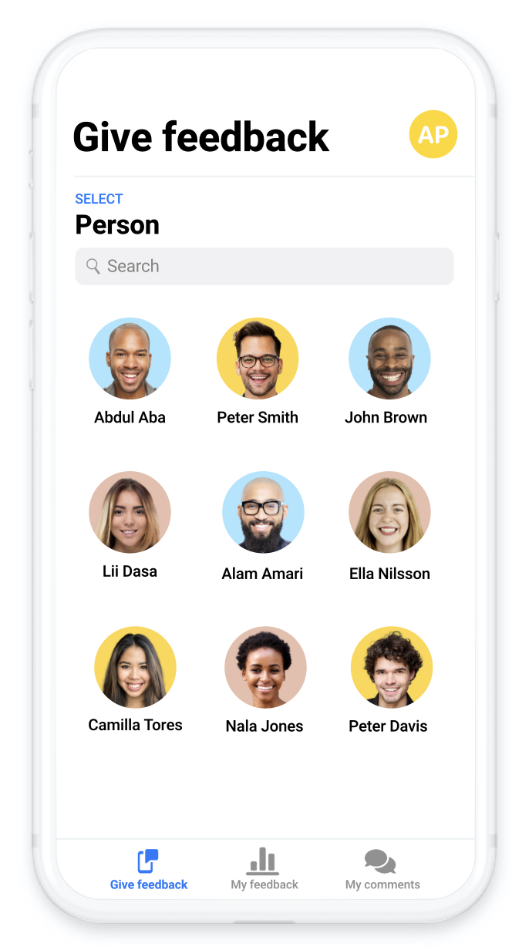 Give feedback
AP
SELECT
Person
Search
Abdul Aba
Peter Smith
John Brown
Lii Dasa
Alam Amari
Ella Nilsson
Camilla Tores
Nala Jones
Peter Davis
Give feedback
My feedback
My comments